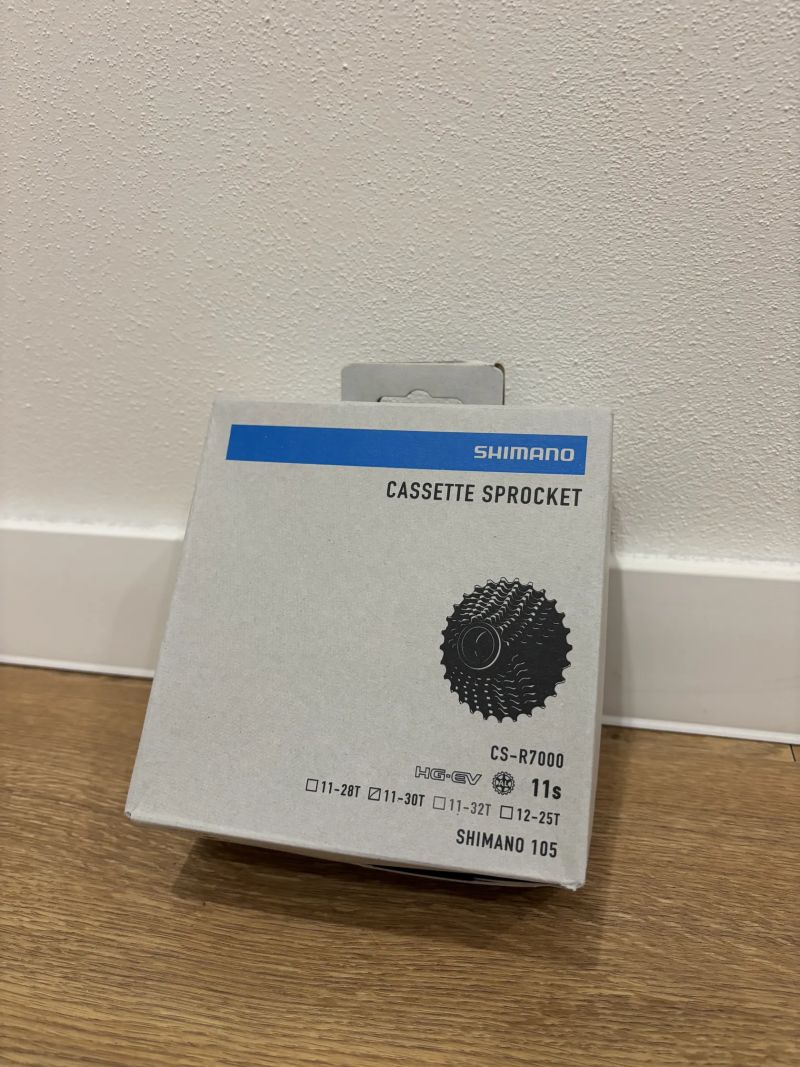 SHIMANO
CASSETTE SPROCKET
CS-R7000
HG-EV 11s
☐11-28T ☑11-30T ☐11-32T ☐12-25T
SHIMANO 105